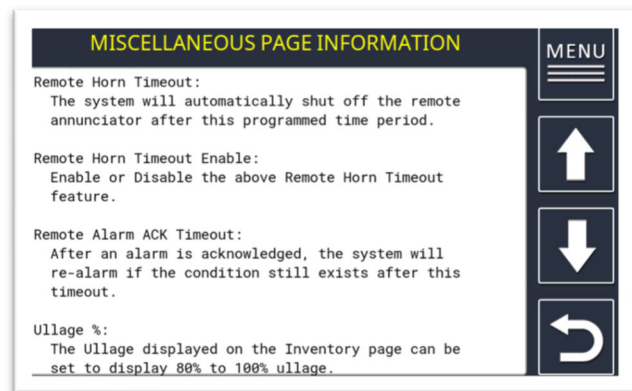 MISCELLANEOUS PAGE INFORMATION
MENU
Remote Horn Timeout:
The system will automatically shut off the remote
annunciator after this programmed time period.
Remote Horn Timeout Enable:
Enable or Disable the above Remote Horn Timeout
feature.
Remote Alarm ACK Timeout:
After an alarm is acknowledged, the system will
re-alarm if the condition still exists after this
timeout.
Ullage %:
The Ullage displayed on the Inventory page can be
set to display 80% to 100% ullage.